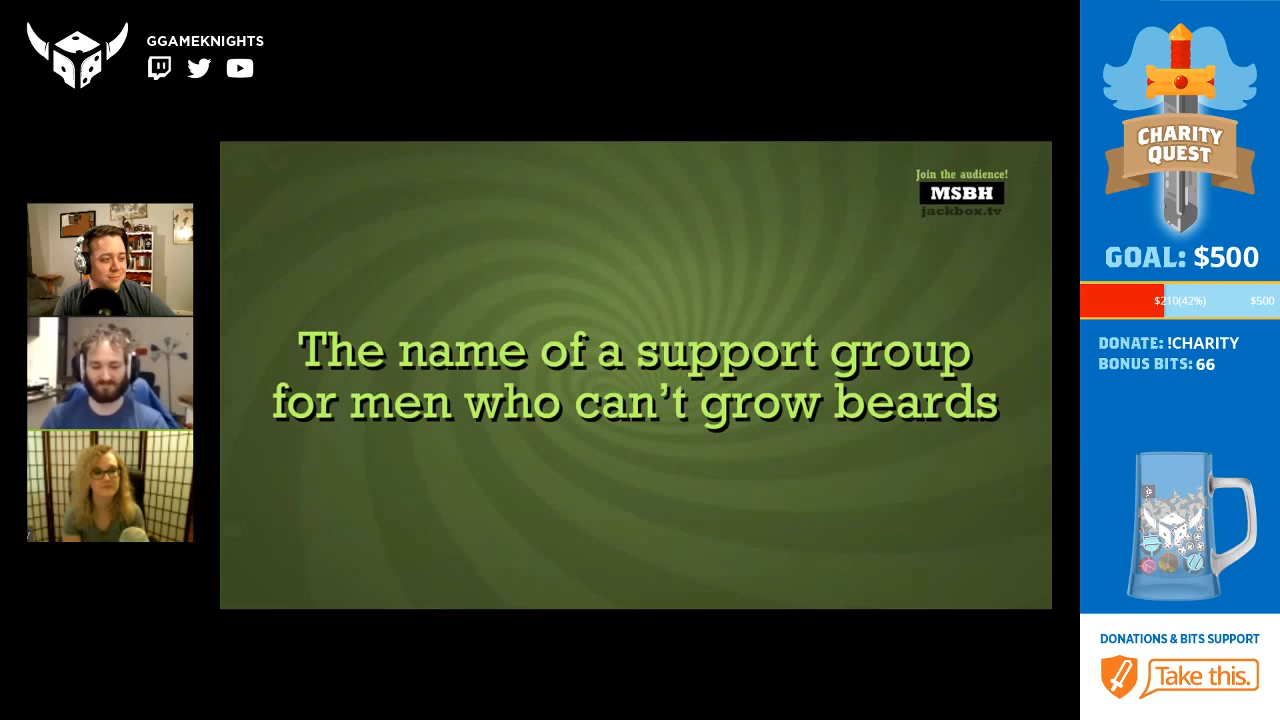 GGAMEKNIGHTS
Join the audience!
MSBH
jackbox.tv
The name of a support group
for men who can't grow beards
CHARITY
QUEST
GOAL: $500
$210(42%) $500
DONATE: !CHARITY
BONUS BITS: 66
DONATIONS & BITS SUPPORT
Take this.